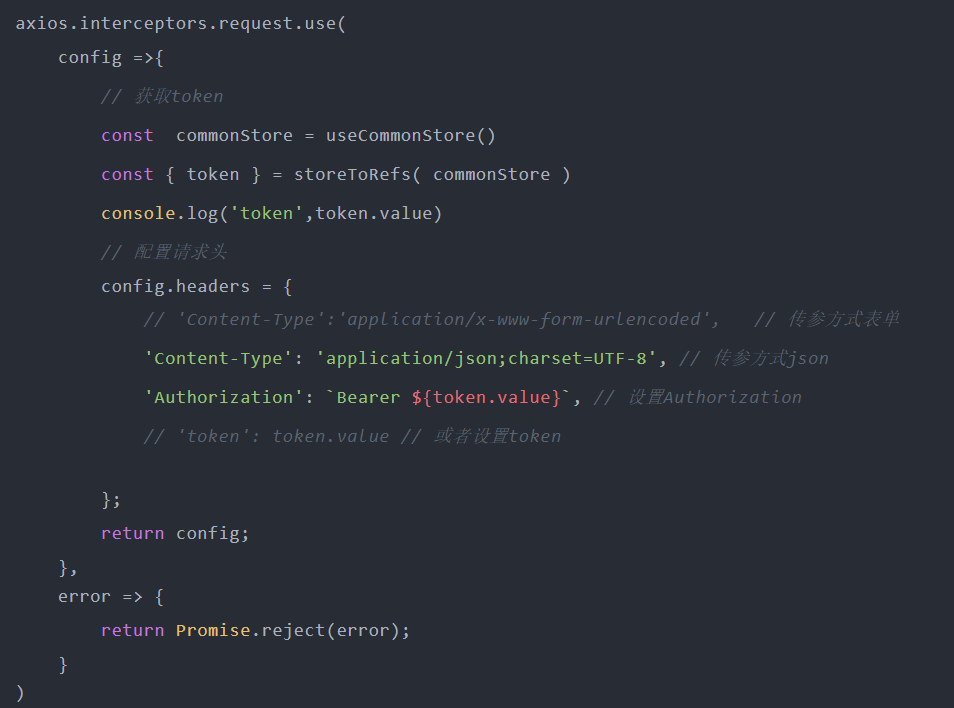 axios.interceptors.request.use(
    config =>{
        // 获取token
        const  commonStore = useCommonStore()
        const { token } = storeToRefs( commonStore )
        console.log('token',token.value)
        // 配置请求头
        config.headers = {
            // 'Content-Type':'application/x-www-form-urlencoded',   // 传参方式表单
            'Content-Type': 'application/json;charset=UTF-8', // 传参方式json
            'Authorization': `Bearer ${token.value}`, // 设置Authorization
            // 'token': token.value // 或者设置token
        };
        return config;
    },
    error => {
        return Promise.reject(error);
    }
)